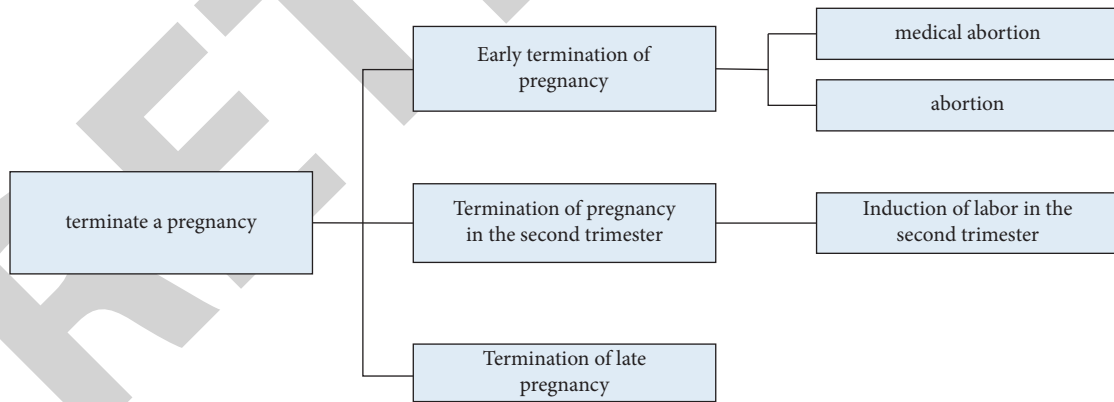 Early termination of
pregnancy
medical abortion
abortion
terminate a pregnancy
Termination of pregnancy
in the second trimester
Induction of labor in the
second trimester
Termination of late
pregnancy